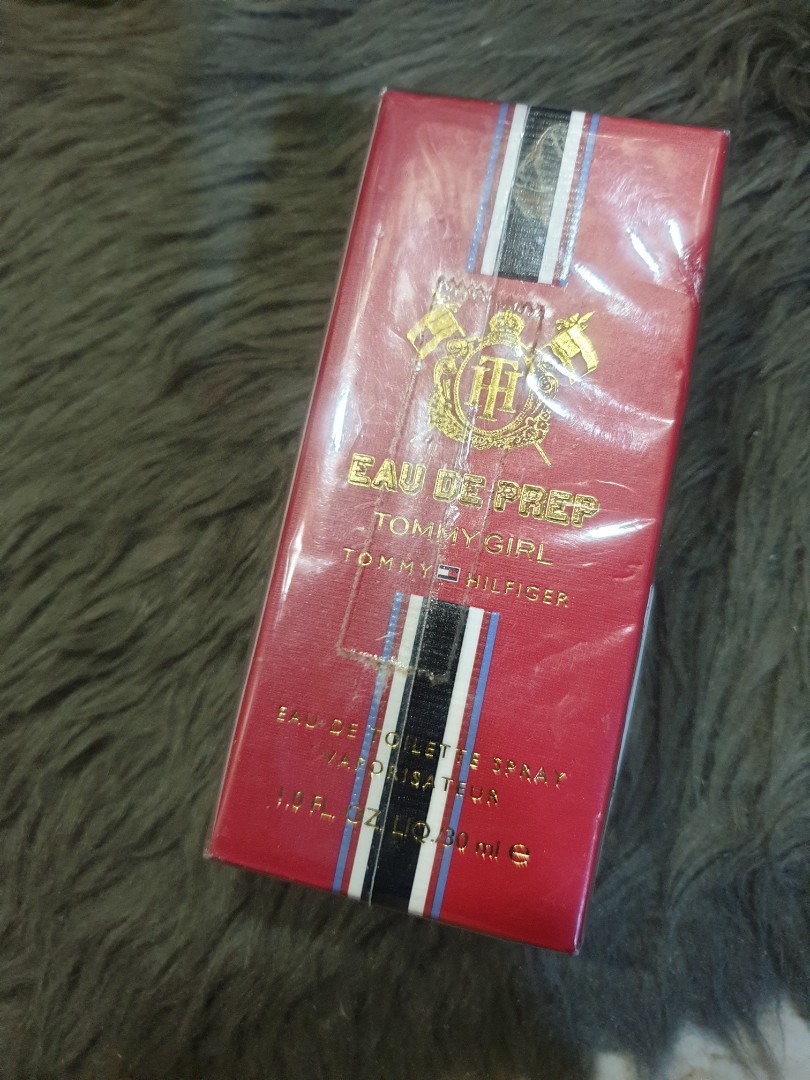 TH
EAU DE PREP
TOMMY GIRL
TOMMY HILFIGER
EAU DE TOILETTE SPRAY
VAPORISATEUR
1.0 FL. OZ. LIQ./30 ml ℮